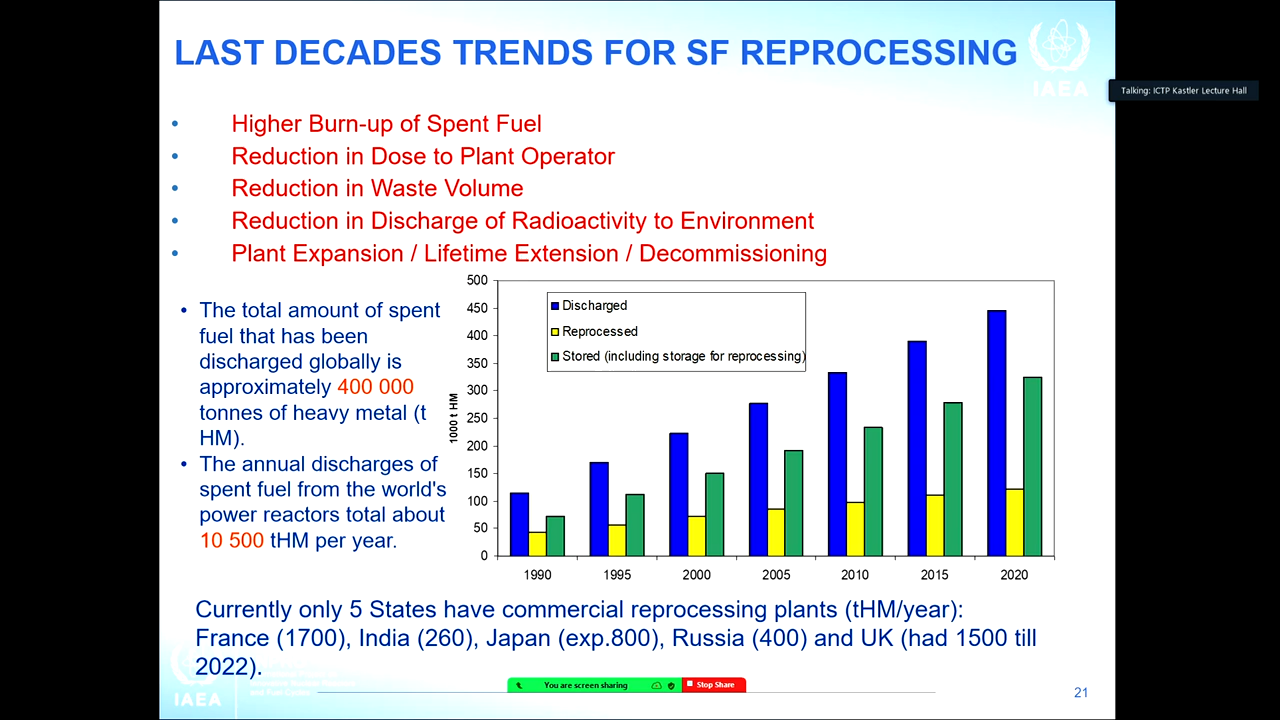 LAST DECADES TRENDS FOR SF REPROCESSING
IAEA
Talking: ICTP Kastler Lecture Hall
• Higher Burn-up of Spent Fuel
• Reduction in Dose to Plant Operator
• Reduction in Waste Volume
• Reduction in Discharge of Radioactivity to Environment
• Plant Expansion / Lifetime Extension / Decommissioning
• The total amount of spent
fuel that has been
discharged globally is
approximately 400 000
tonnes of heavy metal (t
HM).
• The annual discharges of
spent fuel from the world's
power reactors total about
10 500 tHM per year.
1000 t HM
500
450
400
350
300
250
200
150
100
50
0
Discharged
Reprocessed
Stored (including storage for reprocessing)
1990 1995 2000 2005 2010 2015 2020
Currently only 5 States have commercial reprocessing plants (tHM/year):
France (1700), India (260), Japan (exp.800), Russia (400) and UK (had 1500 till
2022).
IAEA
You are screen sharing
Stop Share
21